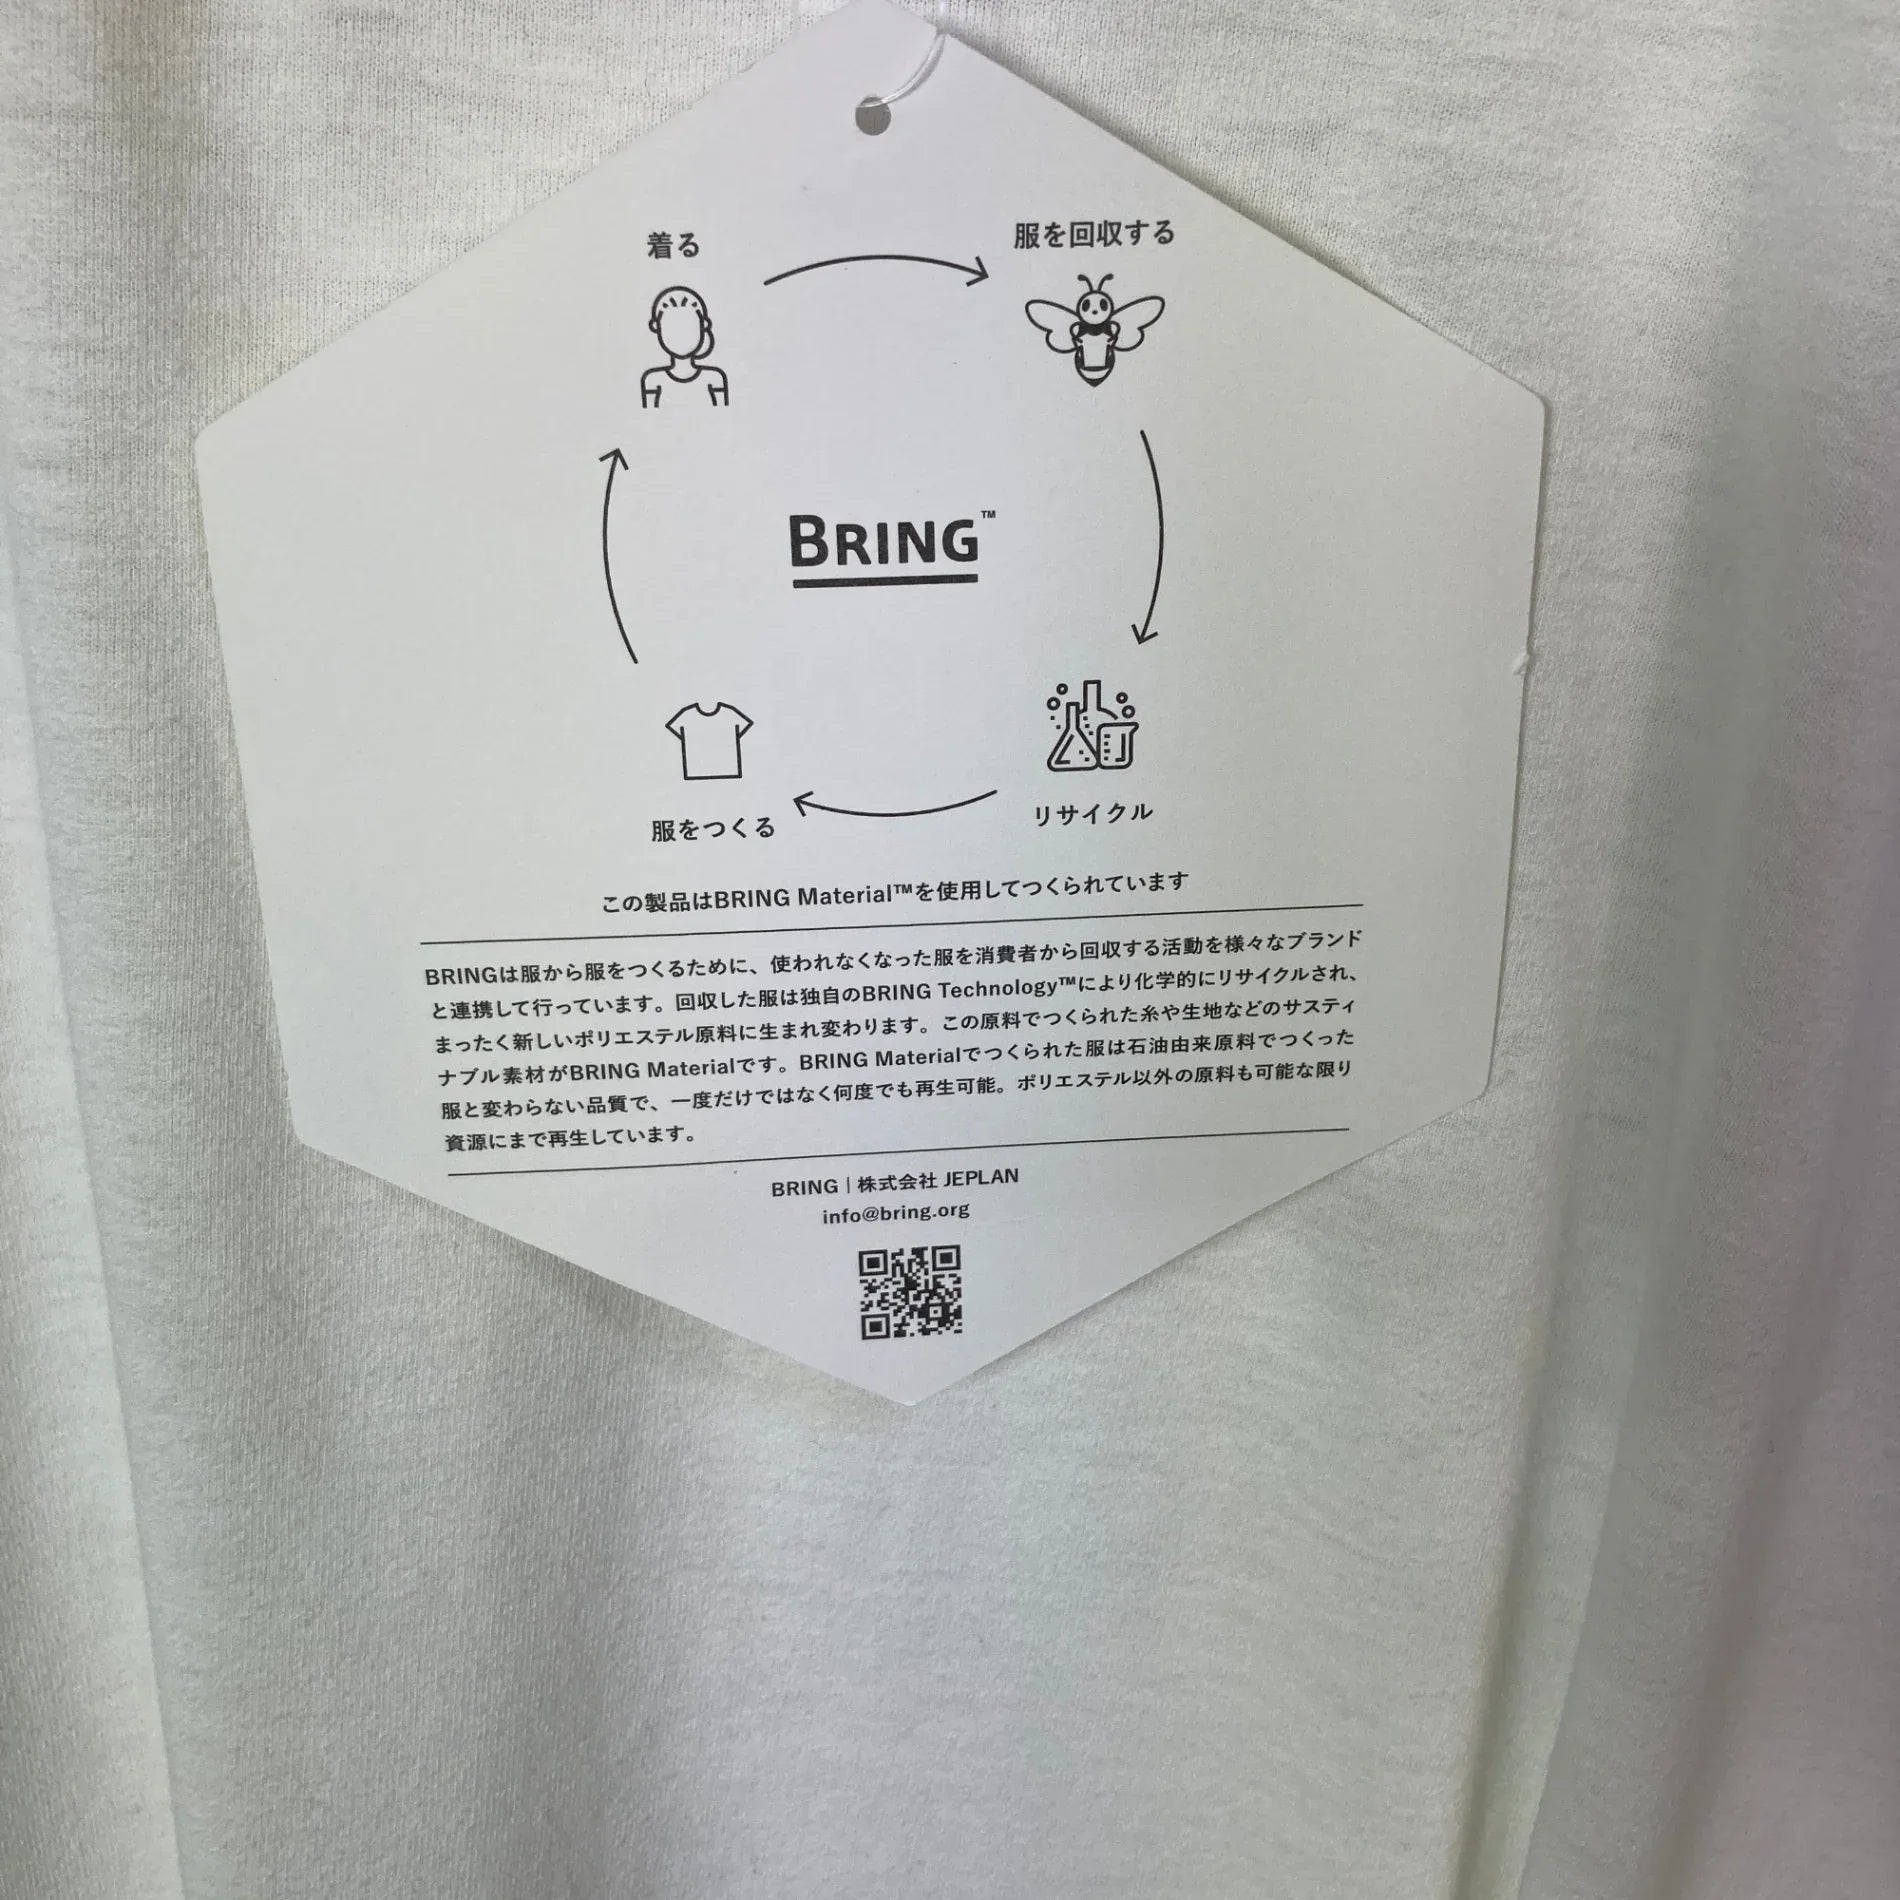 着る
服を回収する
BRING™
服をつくる
リサイクル
この製品はBRING Material™を使用してつくられています
BRINGは服から服をつくるために、使われなくなった服を消費者から回収する活動を様々なブランド
と連携して行っています。回収した服は独自のBRING Technology™により化学的にリサイクルされ、
まったく新しいポリエステル原料に生まれ変わります。この原料でつくられた糸や生地などのサスティ
ナブル素材がBRING Materialです。BRING Materialでつくられた服は石油由来原料でつくった
服と変わらない品質で、一度だけではなく何度でも再生可能。ポリエステル以外の原料も可能な限り
資源にまで再生しています。
BRING | 株式会社 JEPLAN
info@bring.org